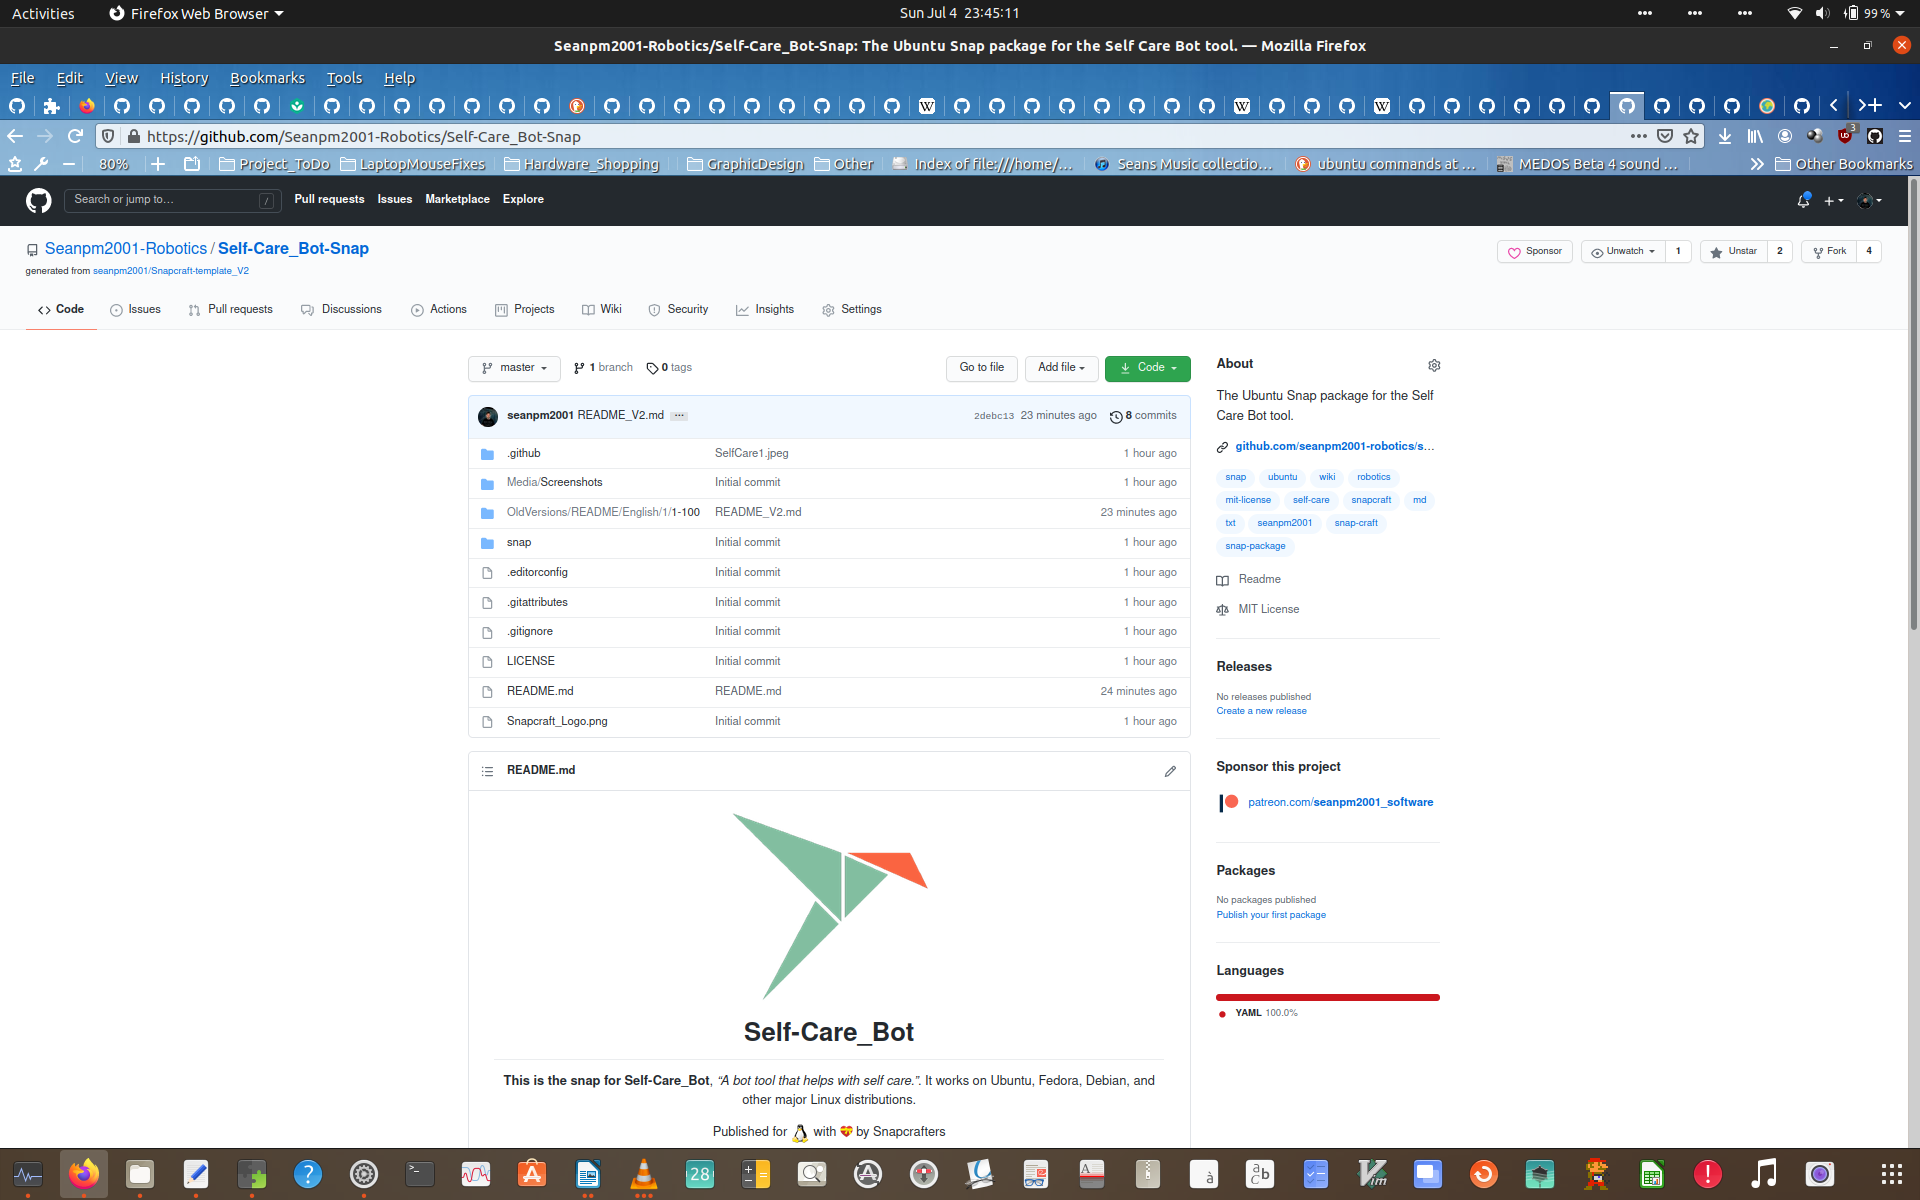 Activities Firefox Web Browser Sun Jul 4 23:45:11 99 %
Seanpm2001-Robotics/Self-Care_Bot-Snap: The Ubuntu Snap package for the Self Care Bot tool. — Mozilla Firefox
File Edit View History Bookmarks Tools Help
https://github.com/Seanpm2001-Robotics/Self-Care_Bot-Snap 3
80% Project_ToDo LaptopMouseFixes Hardware_Shopping GraphicDesign Other Index of file:///home/… Seans Music collectio… ubuntu commands at … MEDOS Beta 4 sound … Other Bookmarks
Search or jump to… / Pull requests Issues Marketplace Explore
Seanpm2001-Robotics / Self-Care_Bot-Snap Sponsor Unwatch 1 Unstar 2 Fork 4
generated from seanpm2001/Snapcraft-template_V2
Code Issues Pull requests Discussions Actions Projects Wiki Security Insights Settings
master 1 branch 0 tags Go to file Add file Code
seanpm2001 README_V2.md ... 2debc13 23 minutes ago 8 commits
.github SelfCare1.jpeg 1 hour ago
Media/Screenshots Initial commit 1 hour ago
OldVersions/README/English/1/1-100 README_V2.md 23 minutes ago
snap Initial commit 1 hour ago
.editorconfig Initial commit 1 hour ago
.gitattributes Initial commit 1 hour ago
.gitignore Initial commit 1 hour ago
LICENSE Initial commit 1 hour ago
README.md README.md 24 minutes ago
Snapcraft_Logo.png Initial commit 1 hour ago
README.md
Self-Care_Bot
This is the snap for Self-Care_Bot, “A bot tool that helps with self care.”. It works on Ubuntu, Fedora, Debian, and
other major Linux distributions.
Published for with by Snapcrafters
About
The Ubuntu Snap package for the Self
Care Bot tool.
github.com/seanpm2001-robotics/s…
snap ubuntu wiki robotics
mit-license self-care snapcraft md
txt seanpm2001 snap-craft
snap-package
Readme
MIT License
Releases
No releases published
Create a new release
Sponsor this project
patreon.com/seanpm2001_software
Packages
No packages published
Publish your first package
Languages
YAML 100.0%
28